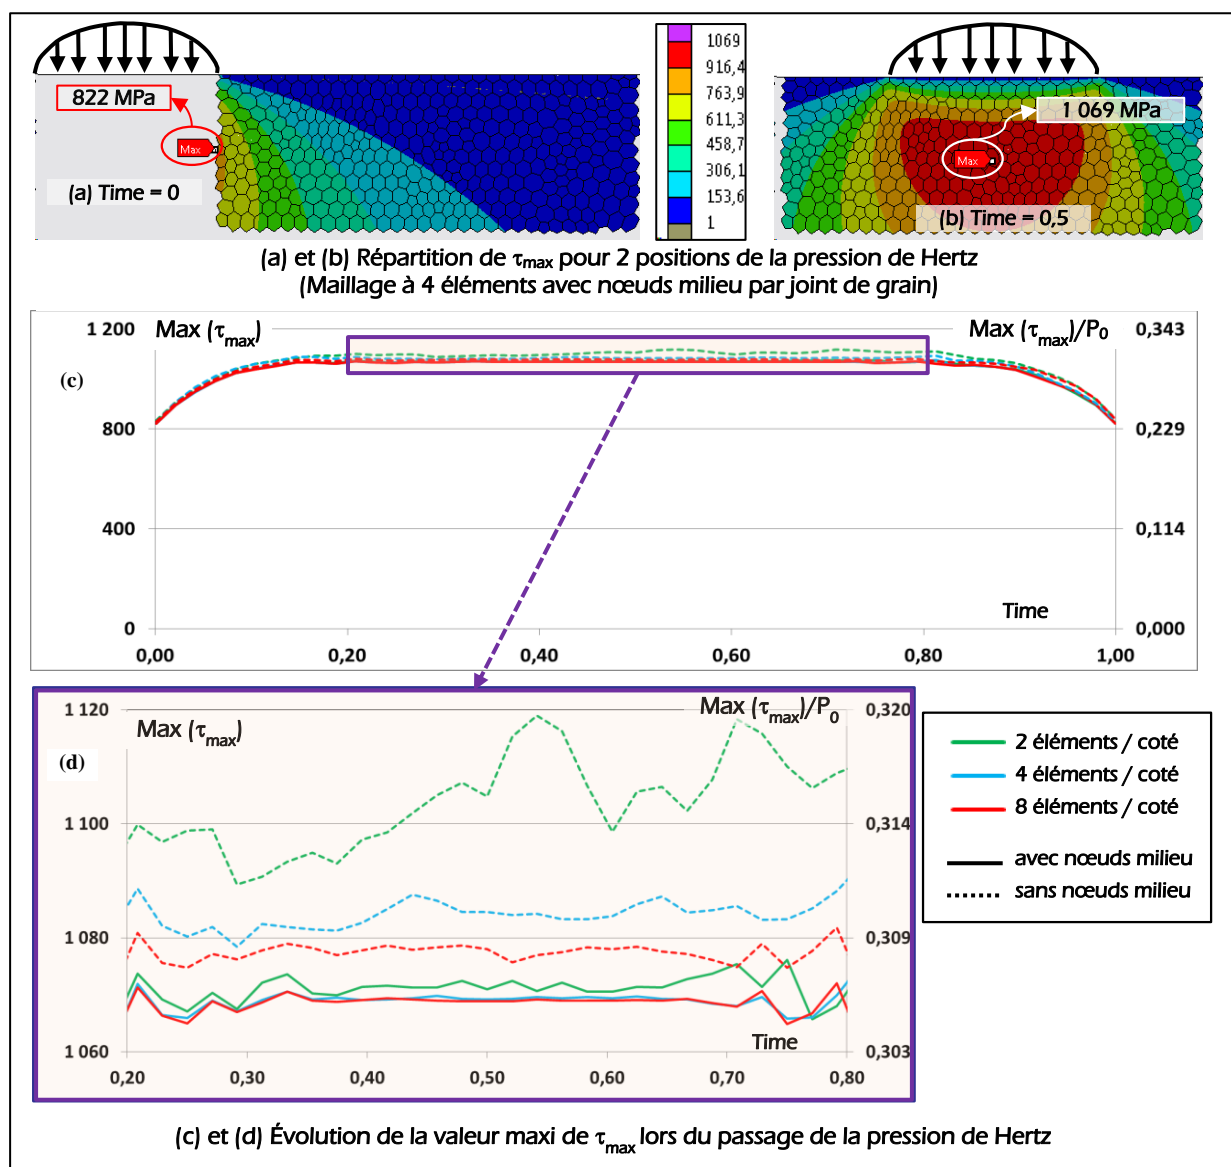 822 MPa
Max
(a) Time = 0
1069
916,4
763,9
611,3
458,7
306,1
153,6
1
1 069 MPa
Max
(b) Time = 0,5
(a) et (b) Répartition de τmax pour 2 positions de la pression de Hertz
(Maillage à 4 éléments avec nœuds milieu par joint de grain)
1 200
Max (τmax)
Max (τmax)/P0
0,343
(c)
800
0,229
400
0,114
Time
0
0,000
0,00
0,20
0,40
0,60
0,80
1,00
1 120
Max (τmax)
Max (τmax)/P0
0,320
(d)
1 100
0,314
1 080
0,309
Time
1 060
0,303
0,20
0,30
0,40
0,50
0,60
0,70
0,80
2 éléments / coté
4 éléments / coté
8 éléments / coté
avec nœuds milieu
sans nœuds milieu
(c) et (d) Évolution de la valeur maxi de τmax lors du passage de la pression de Hertz